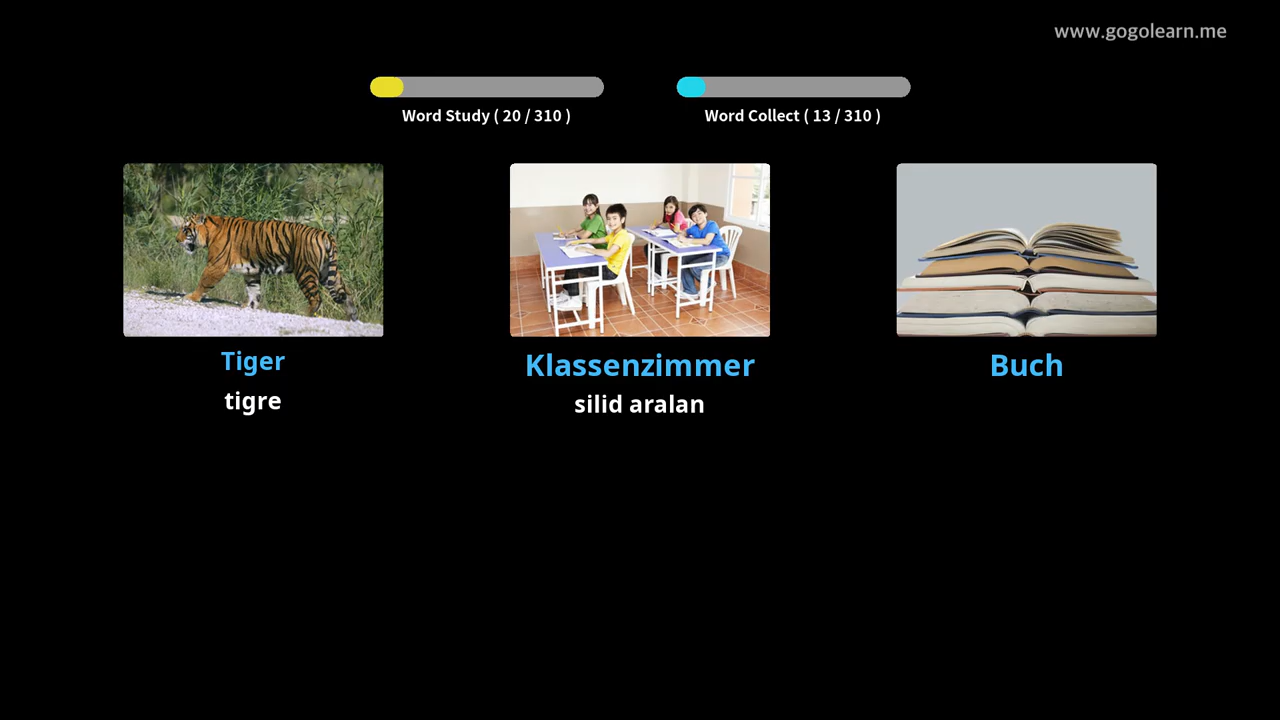 www.gogolearn.me
Word Study ( 20 / 310 )
Word Collect ( 13 / 310 )
Tiger
tigre
Klassenzimmer
silid aralan
Buch